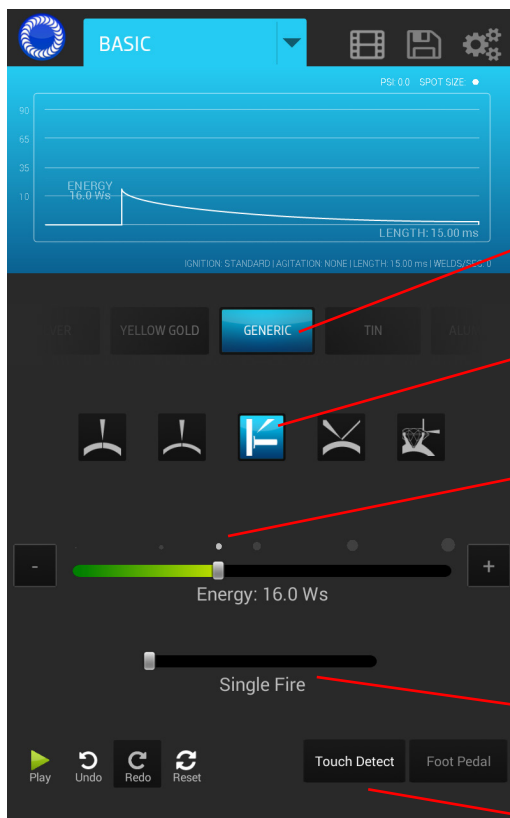 BASIC
PSI: 0.0 SPOT SIZE:
90
65
35
10
ENERGY
16.0 Ws
LENGTH: 15.00 ms
IGNITION: STANDARD | AGITATION: NONE | LENGTH: 15.00 ms | WELDS/SEC: 0
VER YELLOW GOLD GENERIC TIN ALU
- +
Energy: 16.0 Ws
Single Fire
Play Undo Redo Reset Touch Detect Foot Pedal